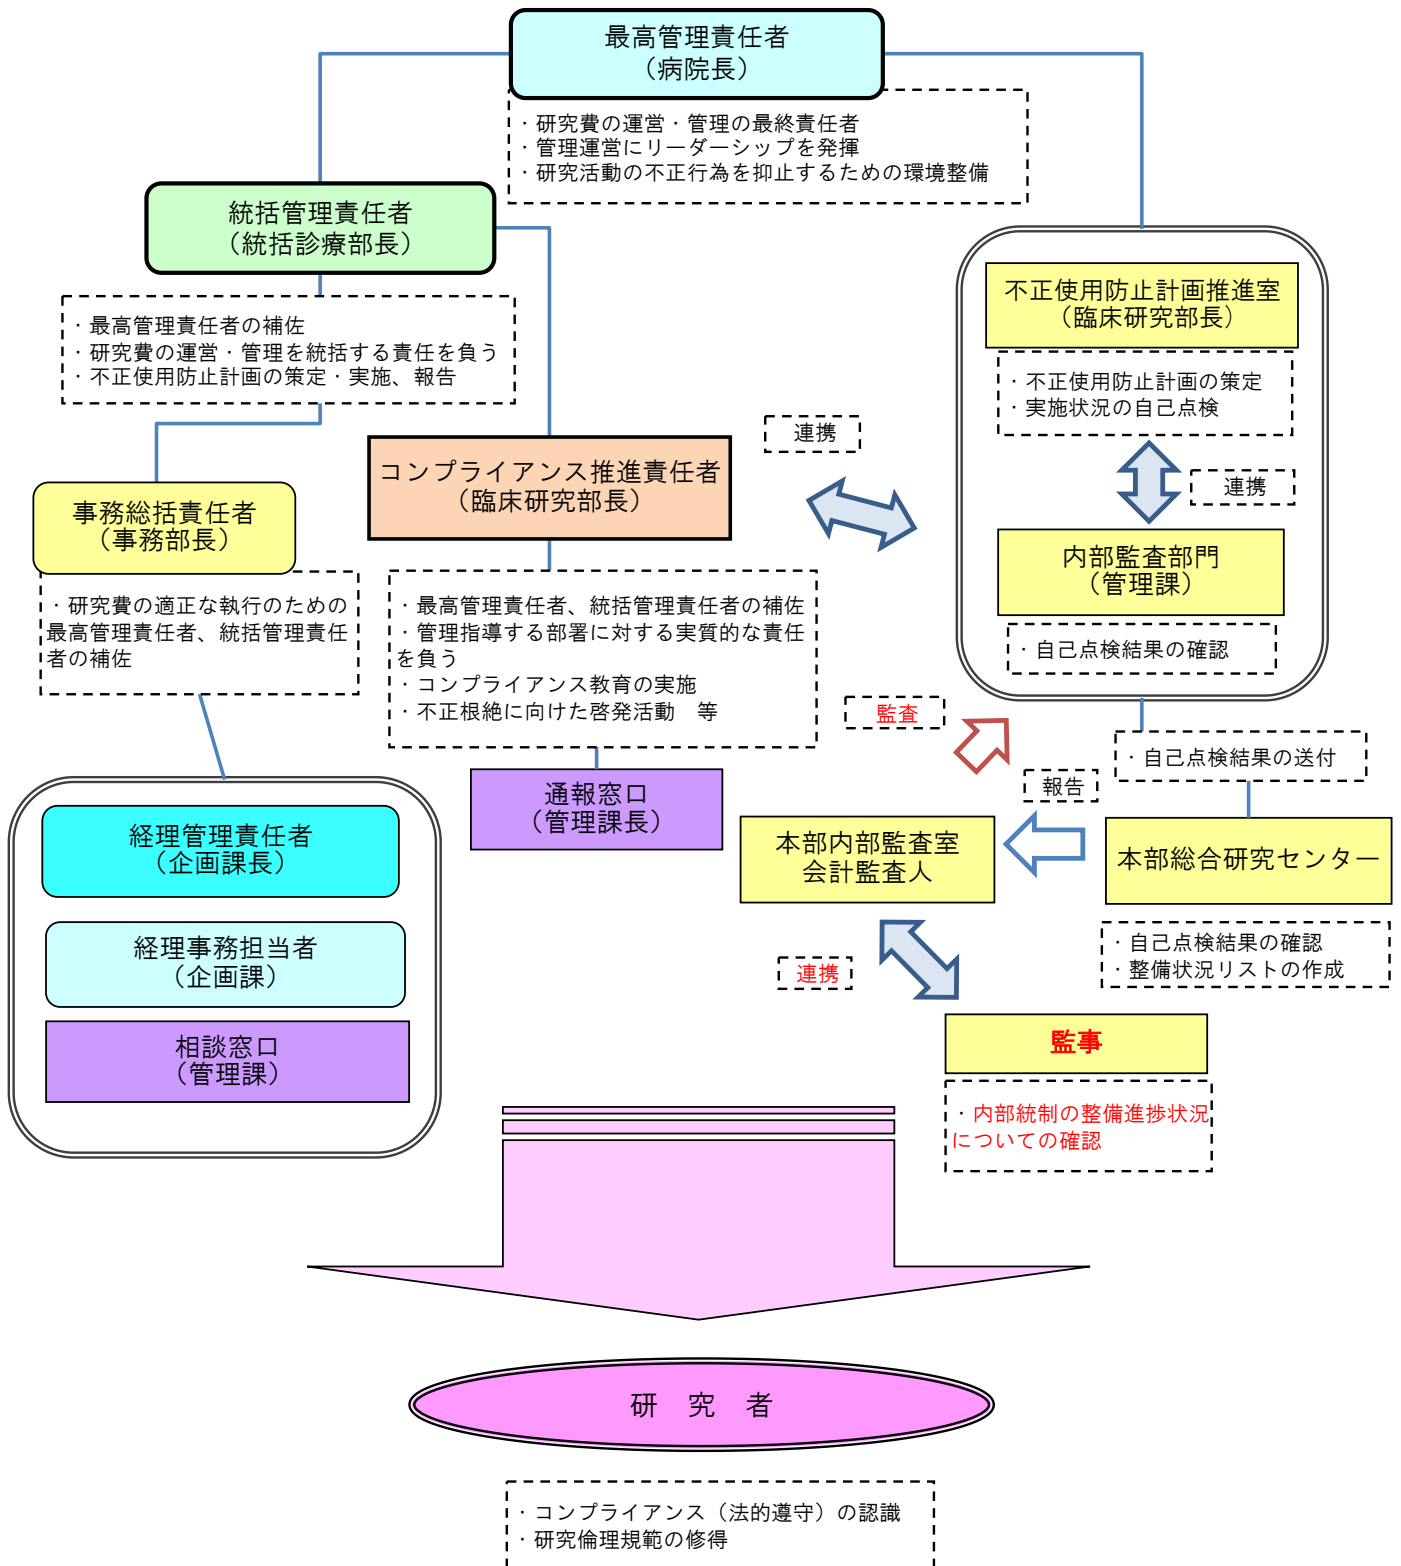 最高管理責任者
（病院長）
・研究費の運営・管理の最終責任者
・管理運営にリーダーシップを発揮
・研究活動の不正行為を抑止するための環境整備
統括管理責任者
（統括診療部長）
・最高管理責任者の補佐
・研究費の運営・管理を統括する責任を負う
・不正使用防止計画の策定・実施、報告
不正使用防止計画推進室
（臨床研究部長）
・不正使用防止計画の策定
・実施状況の自己点検
連携
内部監査部門
（管理課）
・自己点検結果の確認
連携
コンプライアンス推進責任者
（臨床研究部長）
・最高管理責任者、統括管理責任者の補佐
・管理指導する部署に対する実質的な責任
を負う
・コンプライアンス教育の実施
・不正根絶に向けた啓発活動　等
事務総括責任者
（事務部長）
・研究費の適正な執行のための
最高管理責任者、統括管理責任
者の補佐
通報窓口
（管理課長）
経理管理責任者
（企画課長）
経理事務担当者
（企画課）
相談窓口
（管理課）
監査
・自己点検結果の送付
報告
本部内部監査室
会計監査人
本部総合研究センター
・自己点検結果の確認
・整備状況リストの作成
連携
監事
・内部統制の整備進捗状況
についての確認
研　究　者
・コンプライアンス（法的遵守）の認識
・研究倫理規範の修得